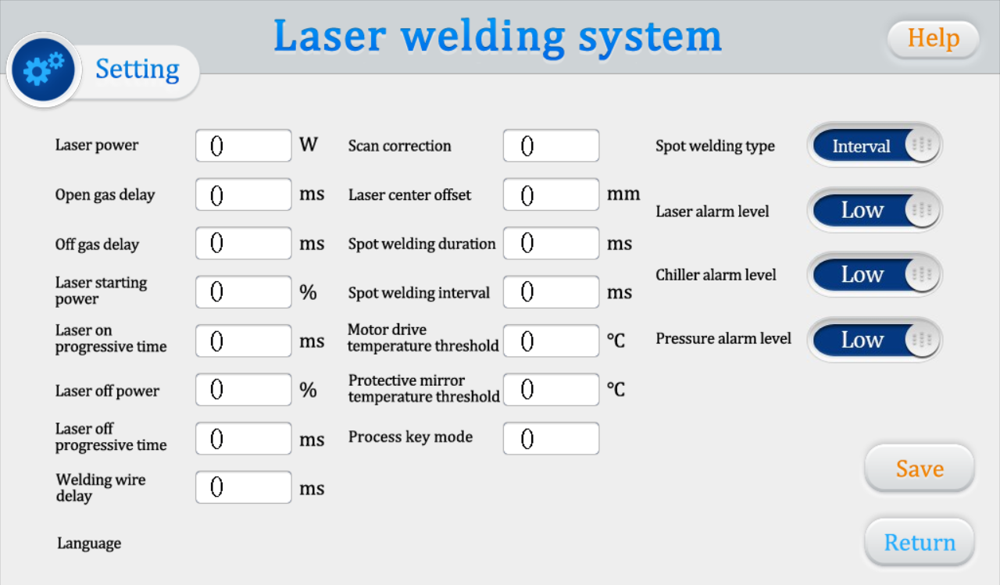 Laser welding system
Help
Setting
Laser power 0 W
Open gas delay 0 ms
Off gas delay 0 ms
Laser starting
power 0 %
Laser on
progressive time 0 ms
Laser off power 0 %
Laser off
progressive time 0 ms
Welding wire
delay 0 ms
Language
Scan correction 0
Laser center offset 0 mm
Spot welding duration 0 ms
Spot welding interval 0 ms
Motor drive
temperature threshold 0 °C
Protective mirror
temperature threshold 0 °C
Process key mode 0
Spot welding type Interval
Laser alarm level Low
Chiller alarm level Low
Pressure alarm level Low
Save
Return